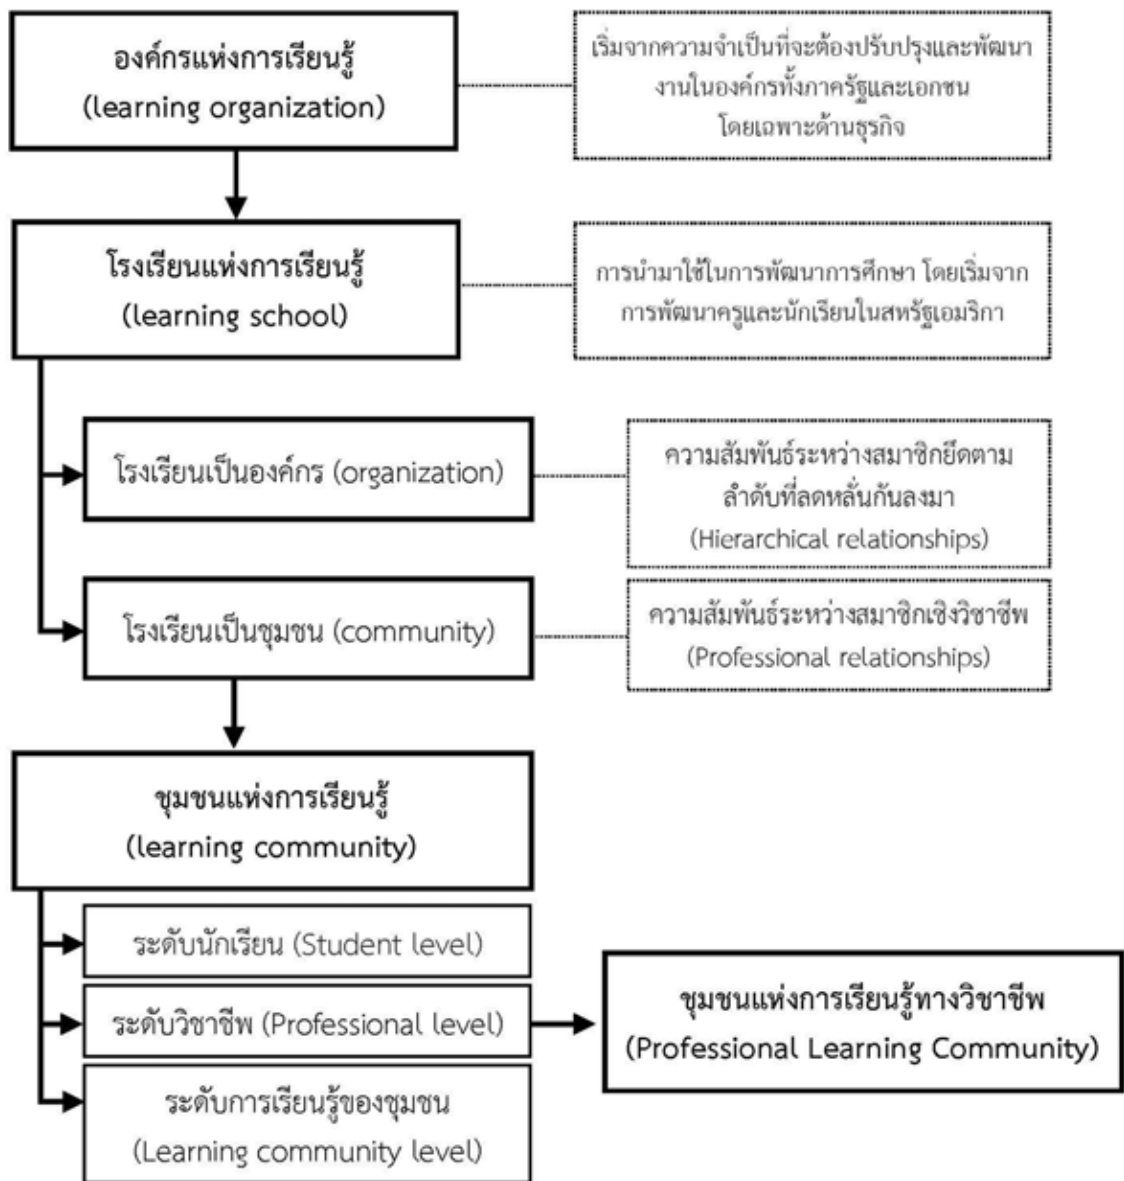 องค์กรแห่งการเรียนรู้
(learning organization)
เริ่มจากความจำเป็นที่จะต้องปรับปรุงและพัฒนา
งานในองค์กรทั้งภาครัฐและเอกชน
โดยเฉพาะด้านธุรกิจ
โรงเรียนแห่งการเรียนรู้
(learning school)
การนำมาใช้ในการพัฒนาการศึกษา โดยเริ่มจาก
การพัฒนาครูและนักเรียนในสหรัฐเอมริกา
โรงเรียนเป็นองค์กร (organization)
ความสัมพันธ์ระหว่างสมาชิกยึดตาม
ลำดับที่ลดหลั่นกันลงมา
(Hierarchical relationships)
โรงเรียนเป็นชุมชน (community)
ความสัมพันธ์ระหว่างสมาชิกเชิงวิชาชีพ
(Professional relationships)
ชุมชนแห่งการเรียนรู้
(learning community)
ระดับนักเรียน (Student level)
ระดับวิชาชีพ (Professional level)
ชุมชนแห่งการเรียนรู้ทางวิชาชีพ
(Professional Learning Community)
ระดับการเรียนรู้ของชุมชน
(Learning community level)